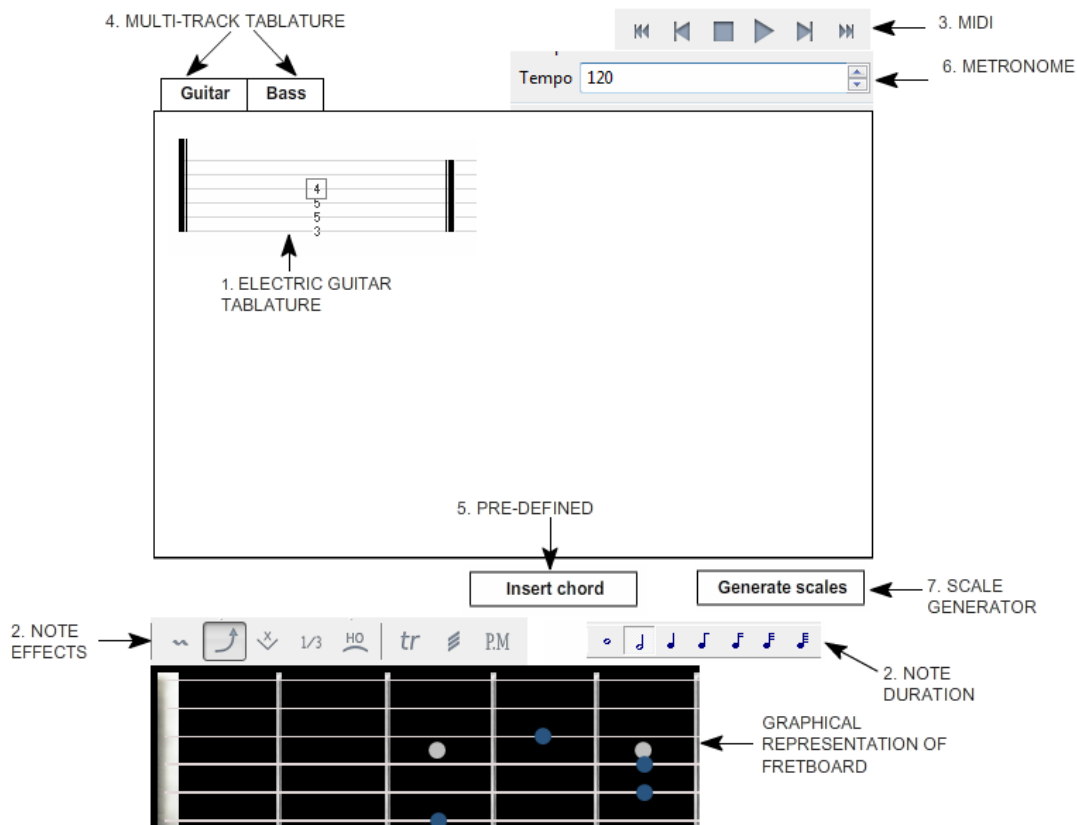 4. MULTI-TRACK TABLATURE
3. MIDI
Tempo 120
6. METRONOME
Guitar Bass
4
5
5
3
1. ELECTRIC GUITAR
TABLATURE
5. PRE-DEFINED
Insert chord
Generate scales
7. SCALE
GENERATOR
2. NOTE
EFFECTS
1/3 HO tr P.M
X
2. NOTE
DURATION
GRAPHICAL
REPRESENTATION OF
FRETBOARD